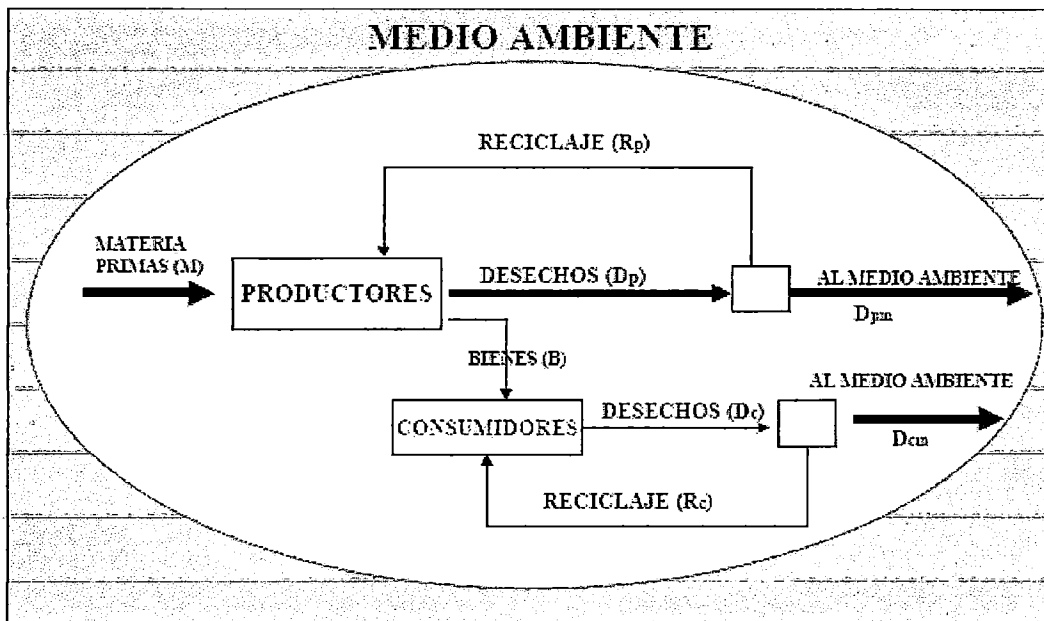 MEDIO AMBIENTE
RECICLAJE (Rp)
MATERIA
PRIMAS (M)
PRODUCTORES
DESECHOS (Dp)
AL MEDIO AMBIENTE
Dpm
BIENES (B)
AL MEDIO AMBIENTE
CONSUMIDORES
DESECHOS (Dc)
Dcm
RECICLAJE (Rc)